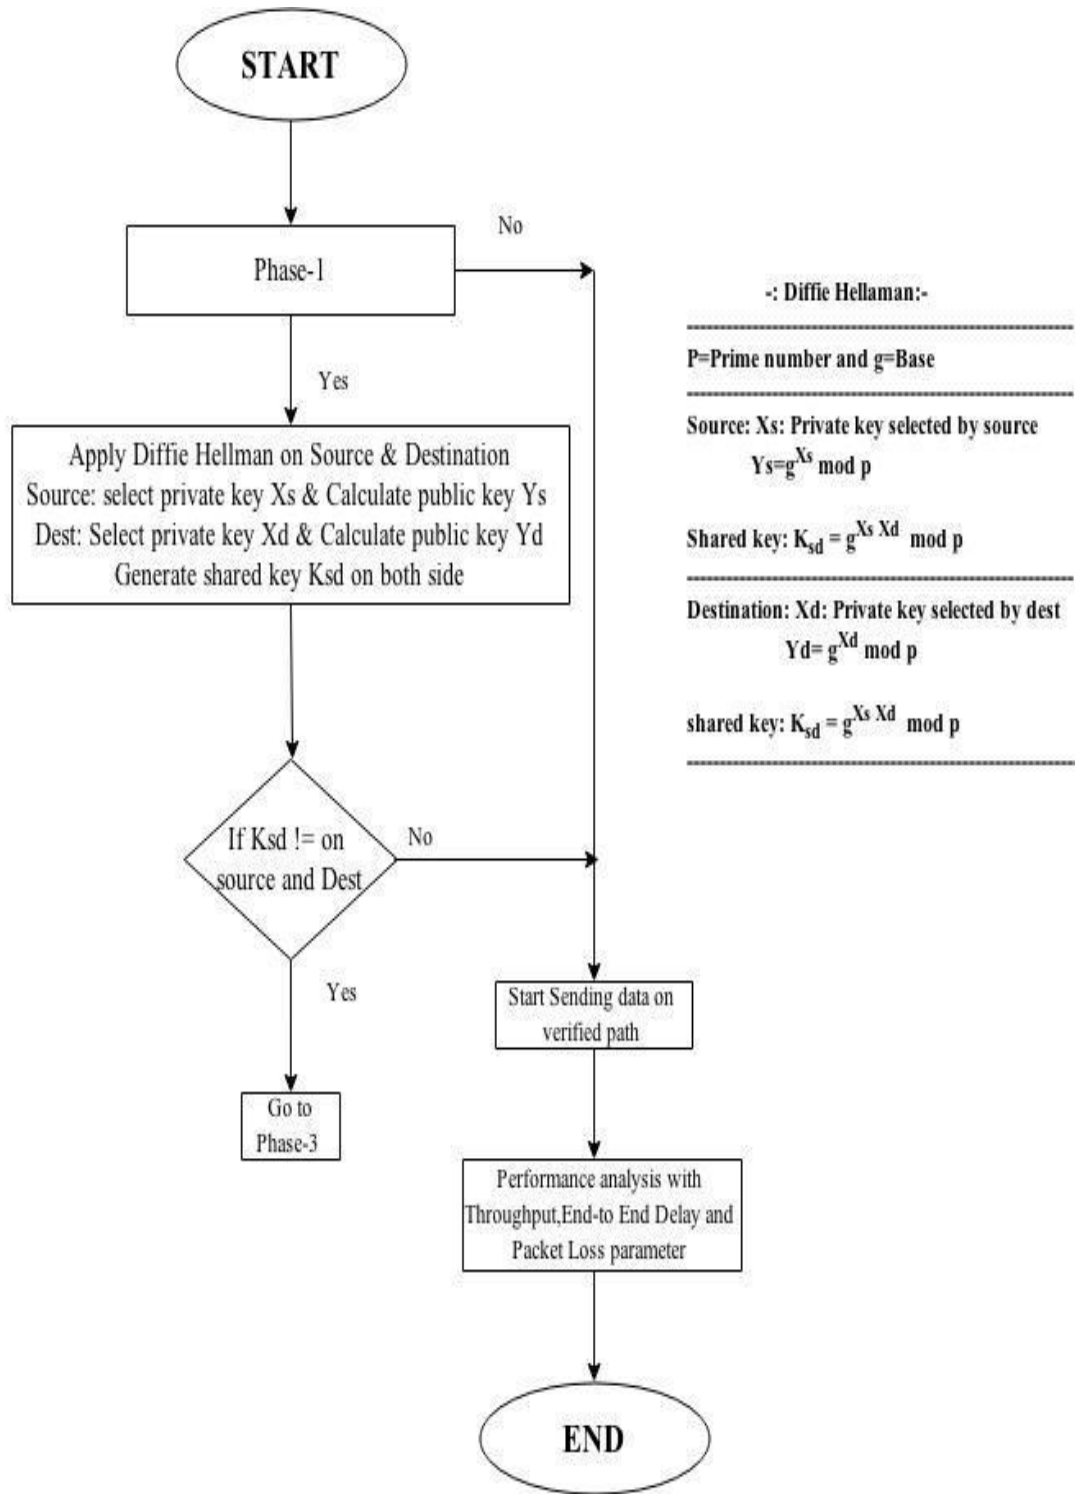 START
No
Phase-1
Yes
Apply Diffie Hellman on Source & Destination
Source: select private key Xs & Calculate public key Ys
Dest: Select private key Xd & Calculate public key Yd
Generate shared key Ksd on both side
If Ksd != on
source and Dest
No
Yes
Go to
Phase-3
Start Sending data on
verified path
Performance analysis with
Throughput,End-to End Delay and
Packet Loss parameter
END
-: Diffie Hellaman:-
P=Prime number and g=Base
Source: Xs: Private key selected by source
Ys=g^Xs mod p
Shared key: K_sd = g^Xs Xd mod p
Destination: Xd: Private key selected by dest
Yd= g^Xd mod p
shared key: K_sd = g^Xs Xd mod p